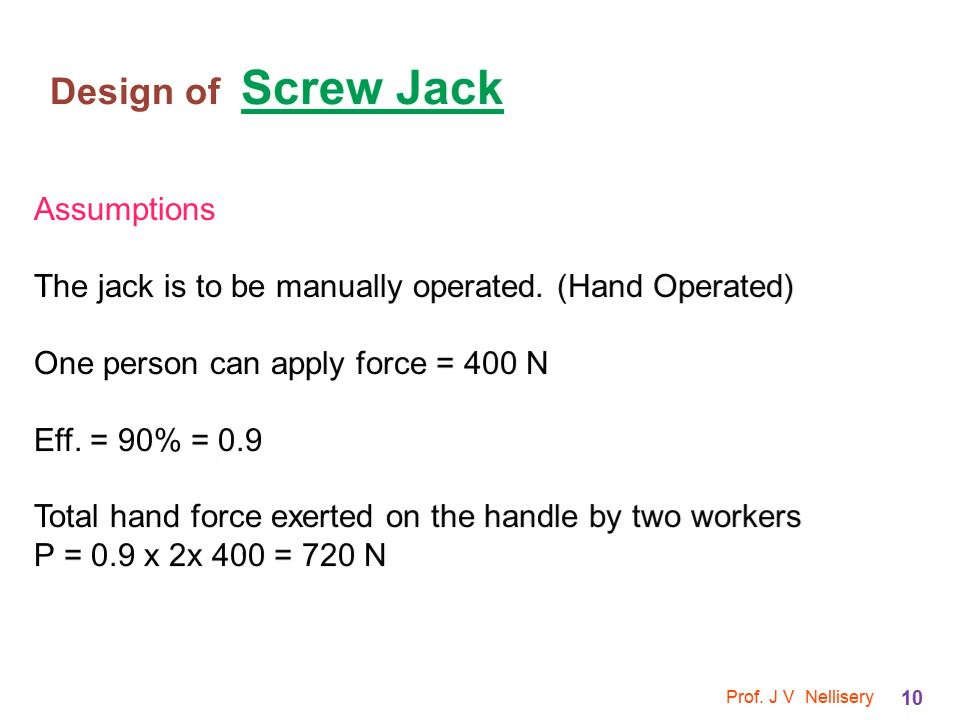 Design of Screw Jack
Assumptions
The jack is to be manually operated. (Hand Operated)
One person can apply force = 400 N
Eff. = 90% = 0.9
Total hand force exerted on the handle by two workers
P = 0.9 x 2x 400 = 720 N
Prof. J V Nellisery 10